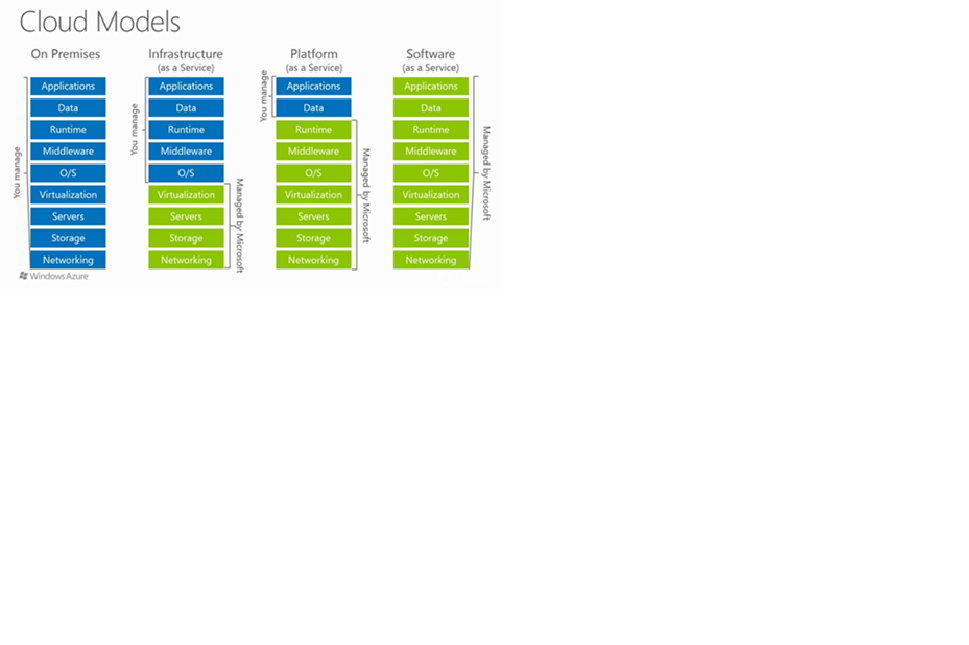 Cloud Models
On Premises
You manage
Applications
Data
Runtime
Middleware
O/S
Virtualization
Servers
Storage
Networking
Infrastructure
(as a Service)
You manage
Applications
Data
Runtime
Middleware
O/S
Virtualization
Servers
Storage
Networking
Managed by Microsoft
Platform
(as a Service)
You manage
Applications
Data
Runtime
Middleware
O/S
Virtualization
Servers
Storage
Networking
Managed by Microsoft
Software
(as a Service)
Applications
Data
Runtime
Middleware
O/S
Virtualization
Servers
Storage
Networking
Managed by Microsoft
Windows Azure